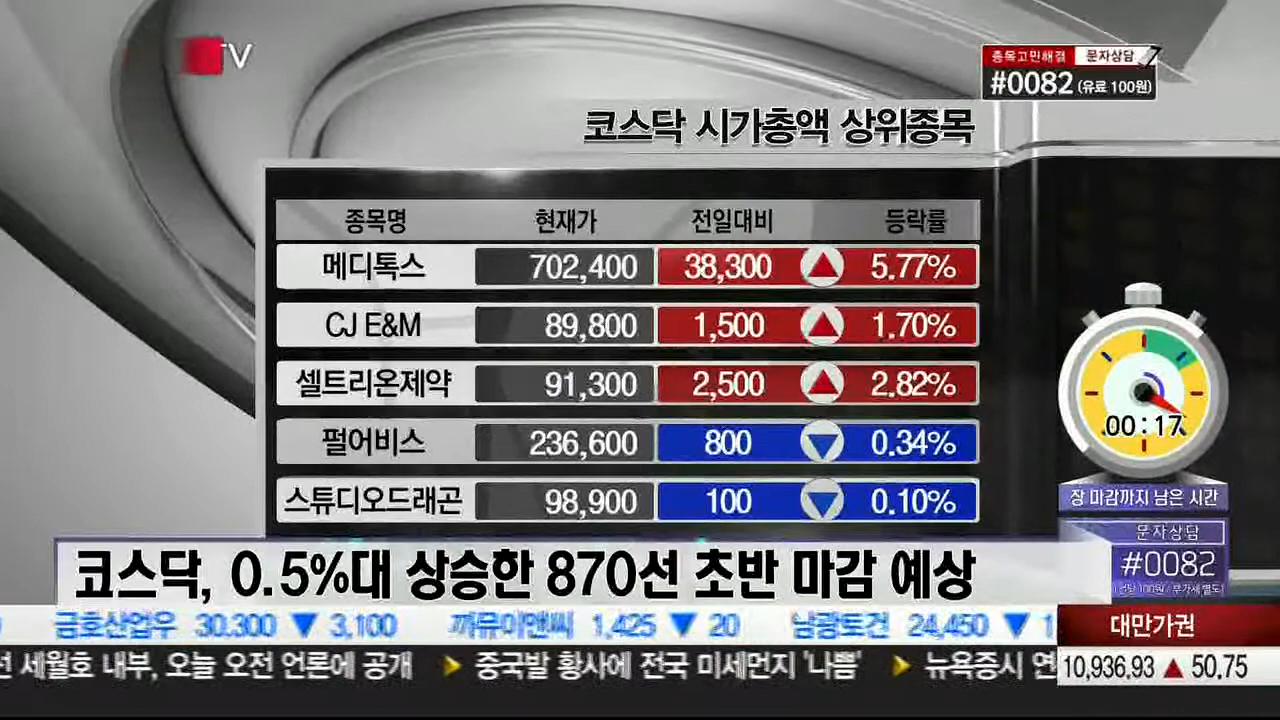 TV
종목고민해결 문자상담
#0082 (유료 100원)
코스닥 시가총액 상위종목
종목명 현재가 전일대비 등락률
메디톡스 702,400 38,300 ▲ 5.77%
CJ E&M 89,800 1,500 ▲ 1.70%
셀트리온제약 91,300 2,500 ▲ 2.82%
펄어비스 236,600 800 ▼ 0.34%
스튜디오드래곤 98,900 100 ▼ 0.10%
00:17
장 마감까지 남은 시간
문자상담
#0082
코스닥, 0.5%대 상승한 870선 초반 마감 예상
금호산업우 30,300 ▼ 3,100 까뮤이앤씨 1,425 ▼ 20 남광토건 24,450 ▼ 1
대만가권
10,936.93 ▲ 50.75
선 세월호 내부, 오늘 오전 언론에 공개 ▶ 중국발 황사에 전국 미세먼지 '나쁨' ▶ 뉴욕증시 연